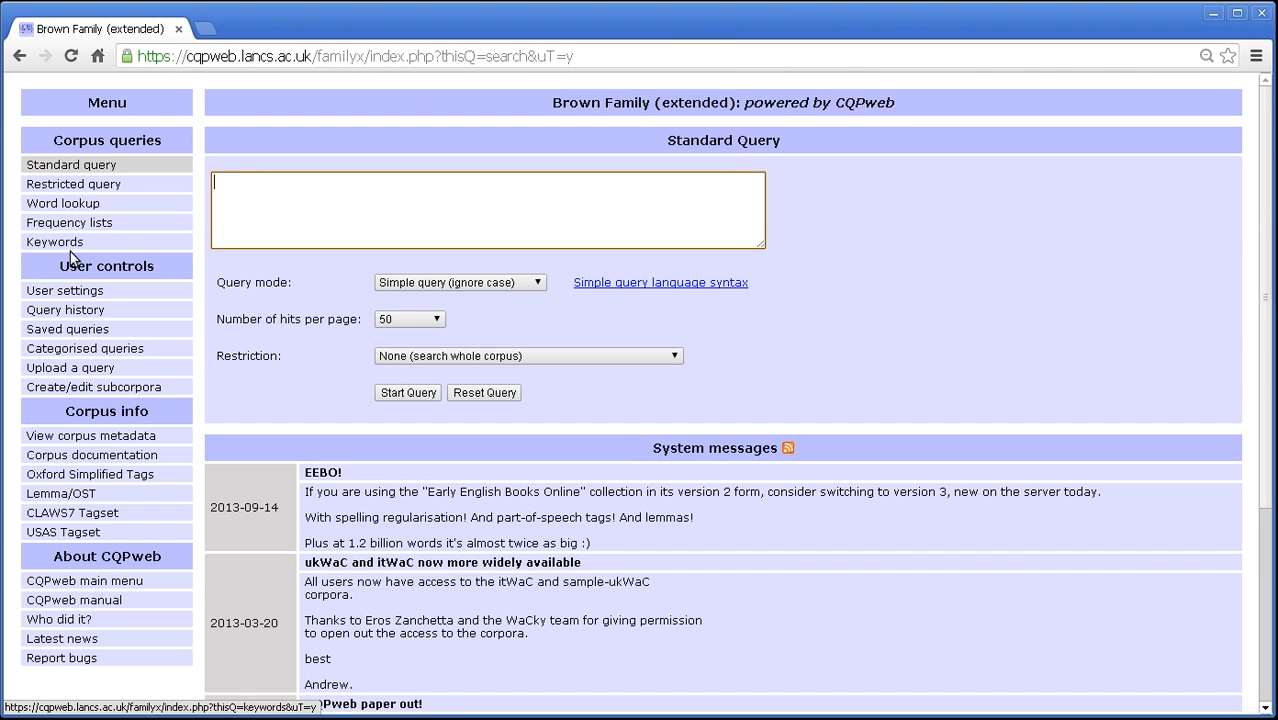 Brown Family (extended)
https://cqpweb.lancs.ac.uk/familyx/index.php?thisQ=search&uT=y
Menu
Brown Family (extended): powered by CQPweb
Corpus queries
Standard query
Restricted query
Word lookup
Frequency lists
Keywords
User controls
User settings
Query history
Saved queries
Categorised queries
Upload a query
Create/edit subcorpora
Corpus info
View corpus metadata
Corpus documentation
Oxford Simplified Tags
Lemma/OST
CLAWS7 Tagset
USAS Tagset
About CQPweb
CQPweb main menu
CQPweb manual
Who did it?
Latest news
Report bugs
Standard Query
Query mode: Simple query (ignore case) Simple query language syntax
Number of hits per page: 50
Restriction: None (search whole corpus)
Start Query Reset Query
System messages
2013-09-14
EEBO!
If you are using the "Early English Books Online" collection in its version 2 form, consider switching to version 3, new on the server today.
With spelling regularisation! And part-of-speech tags! And lemmas!
Plus at 1.2 billion words it's almost twice as big :)
2013-03-20
ukWaC and itWaC now more widely available
All users now have access to the itWaC and sample-ukWaC
corpora.
Thanks to Eros Zanchetta and the WaCky team for giving permission
to open out the access to the corpora.
best
Andrew.
Pweb paper out!
https://cqpweb.lancs.ac.uk/familyx/index.php?thisQ=keywords&uT=y